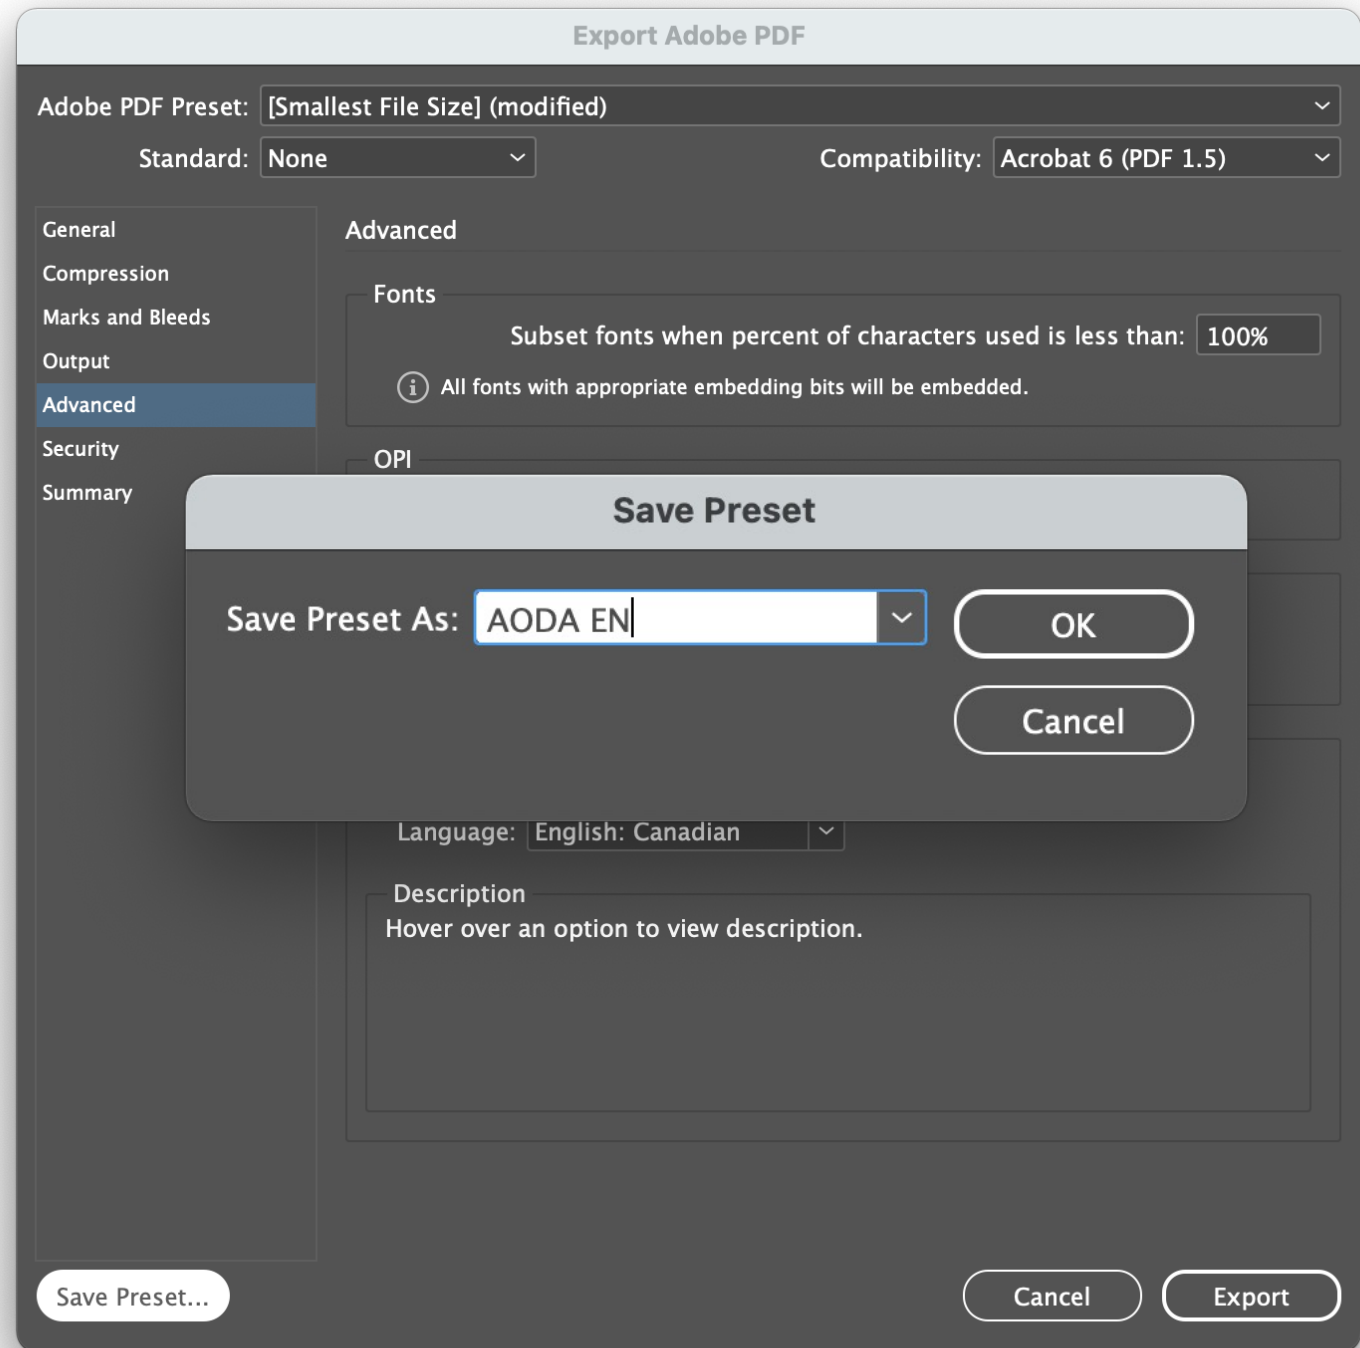 Export Adobe PDF
Adobe PDF Preset: [Smallest File Size] (modified)
Standard: None Compatibility: Acrobat 6 (PDF 1.5)
General
Compression
Marks and Bleeds
Output
Advanced
Security
Summary
Advanced
Fonts
Subset fonts when percent of characters used is less than: 100%
All fonts with appropriate embedding bits will be embedded.
OPI
Save Preset
Save Preset As: AODA EN
OK
Cancel
Language: English: Canadian
Description
Hover over an option to view description.
Save Preset... Cancel Export